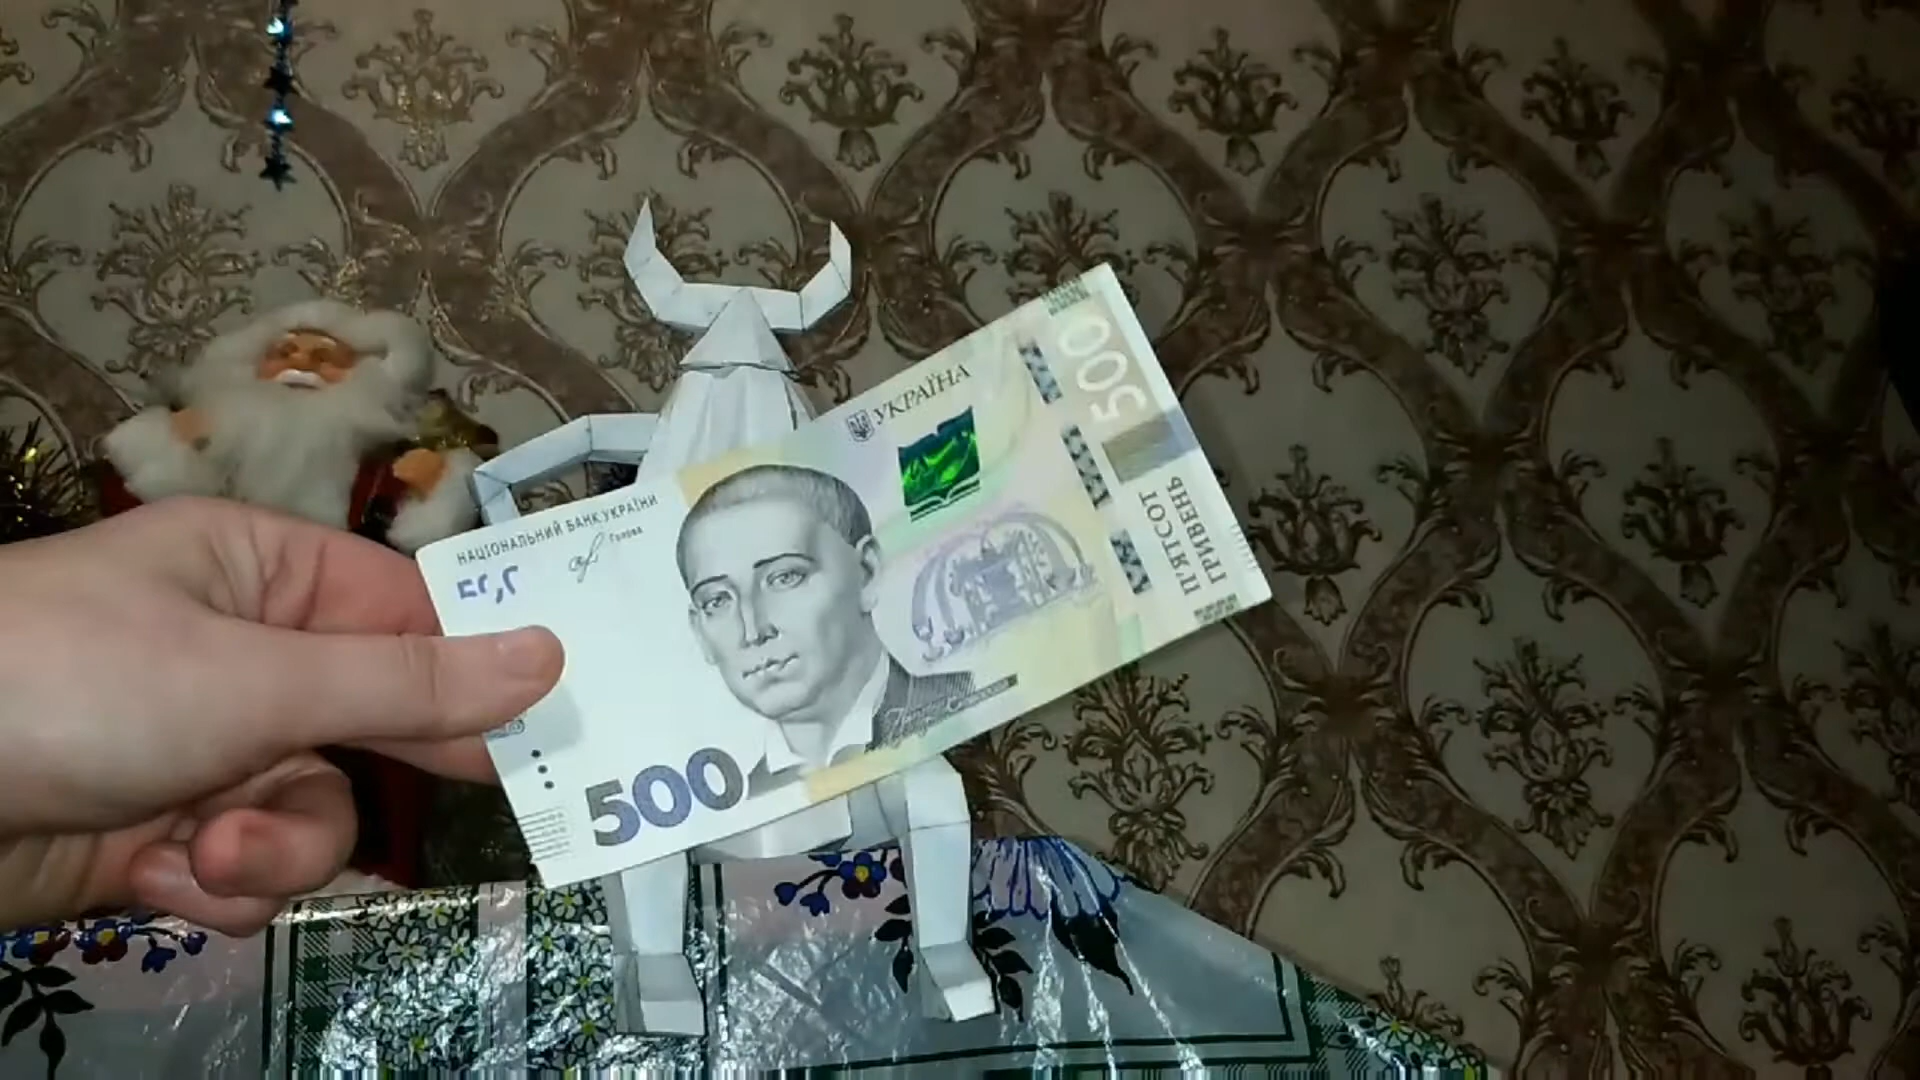 НАЦІОНАЛЬНИЙ БАНК УКРАЇНИ
Голова
УКРАЇНА
500
500
П'ЯТСОТ
ГРИВЕНЬ